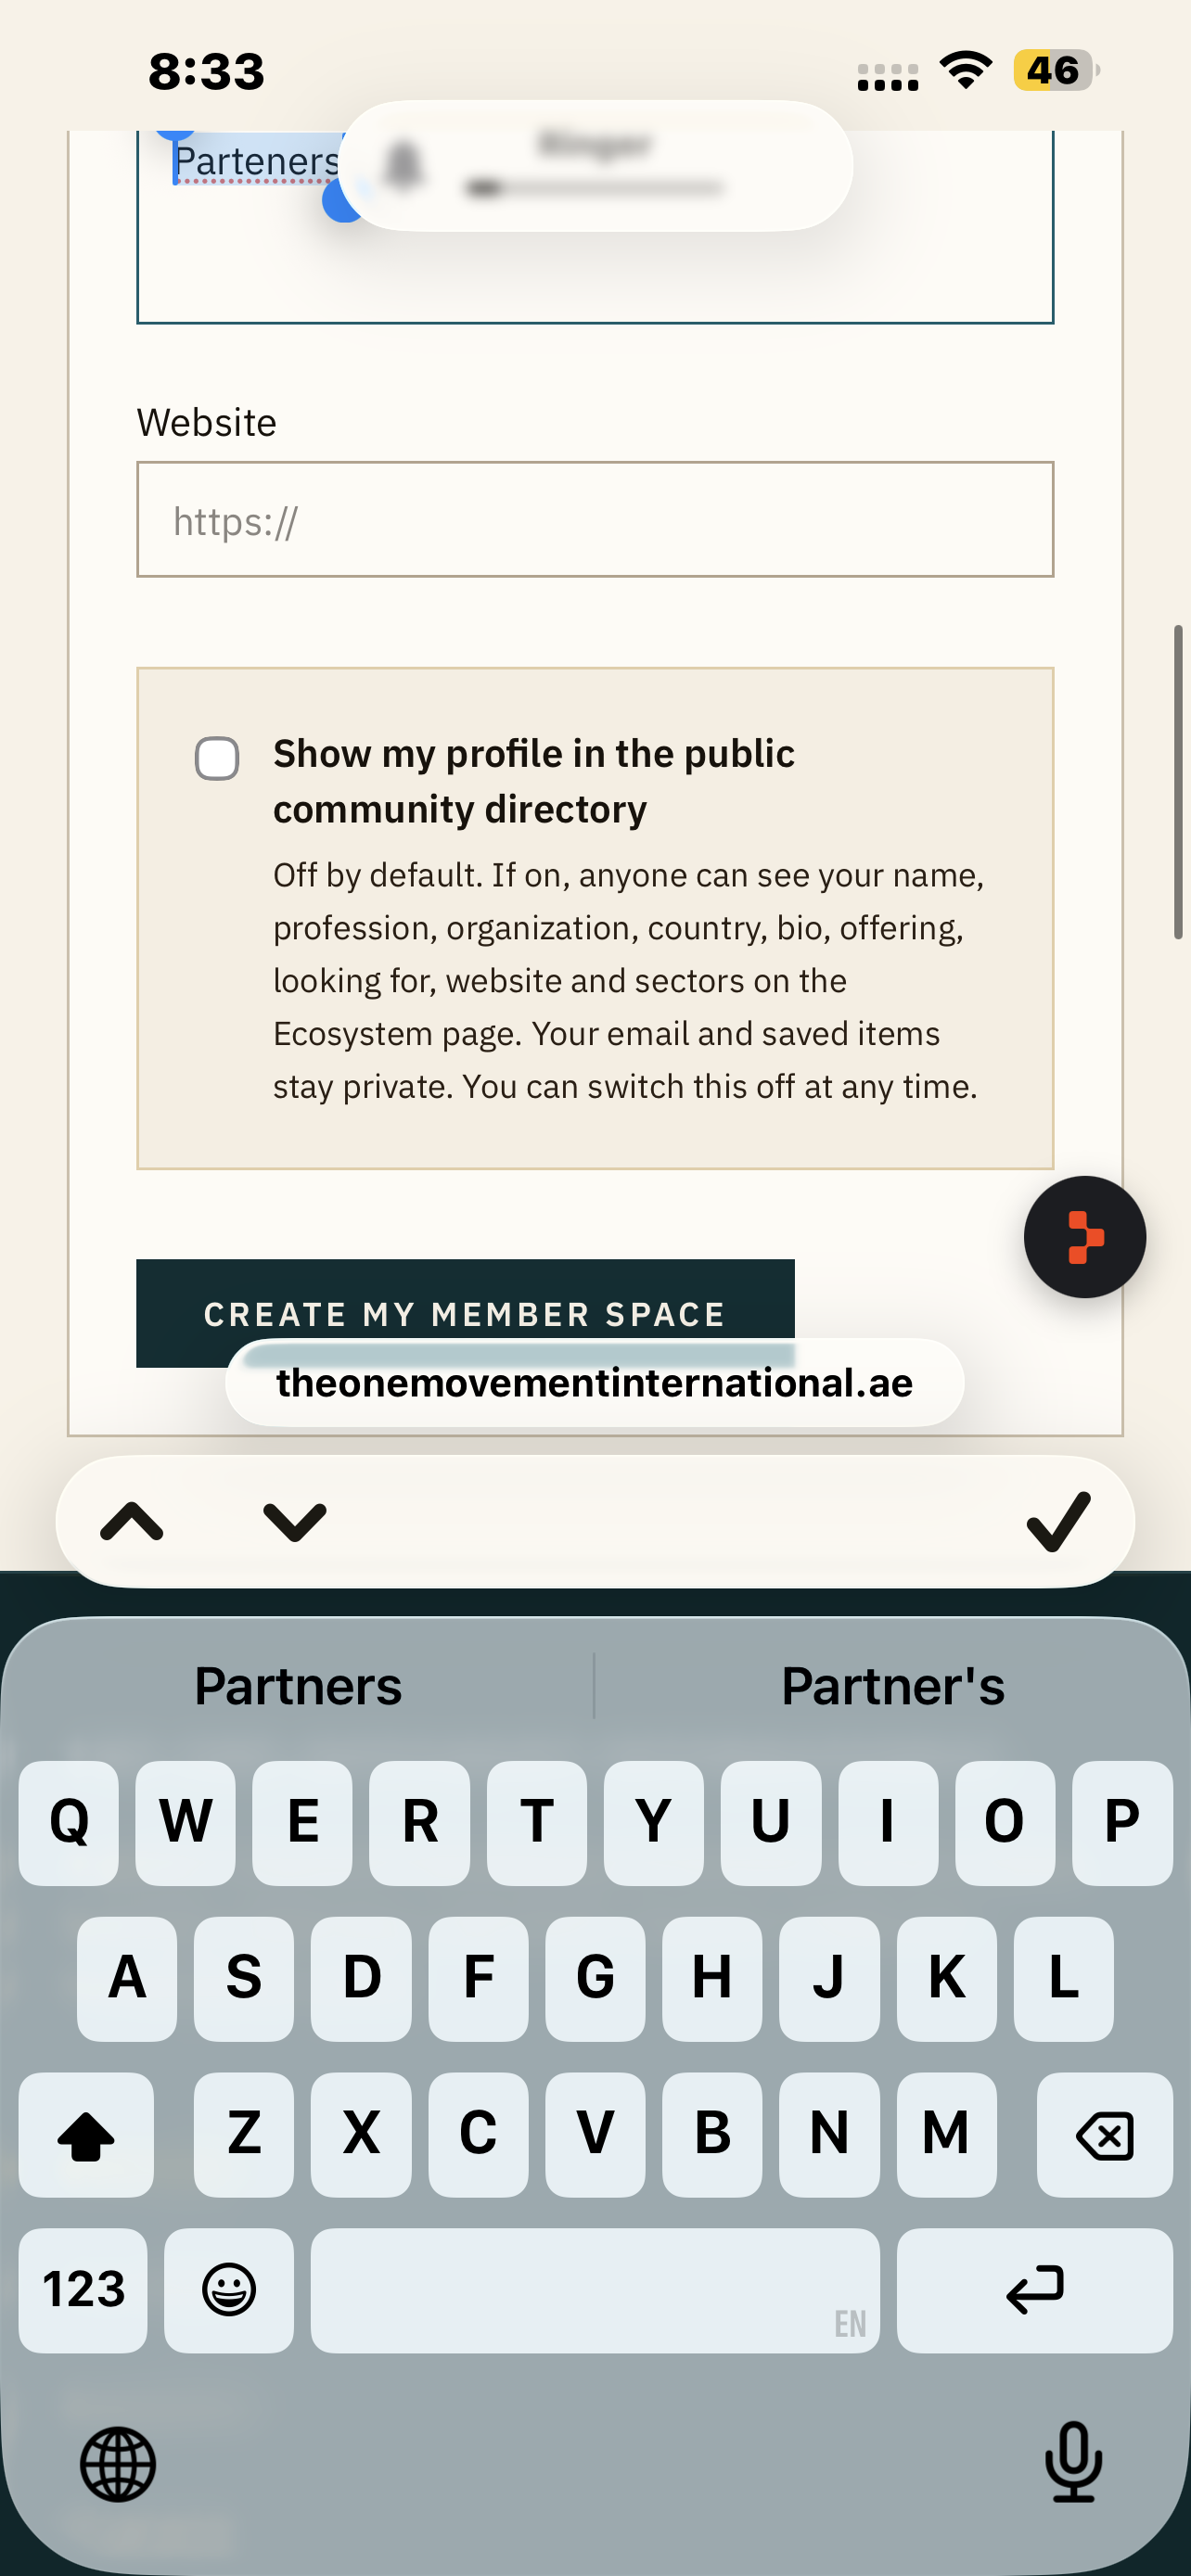 8:33
46
Parteners
Ringer
Website
https://
Show my profile in the public
community directory
Off by default. If on, anyone can see your name,
profession, organization, country, bio, offering,
looking for, website and sectors on the
Ecosystem page. Your email and saved items
stay private. You can switch this off at any time.
CREATE MY MEMBER SPACE
theonemovementinternational.ae
Partners
Partner's
Q W E R T Y U I O P
A S D F G H J K L
Z X C V B N M
123
EN